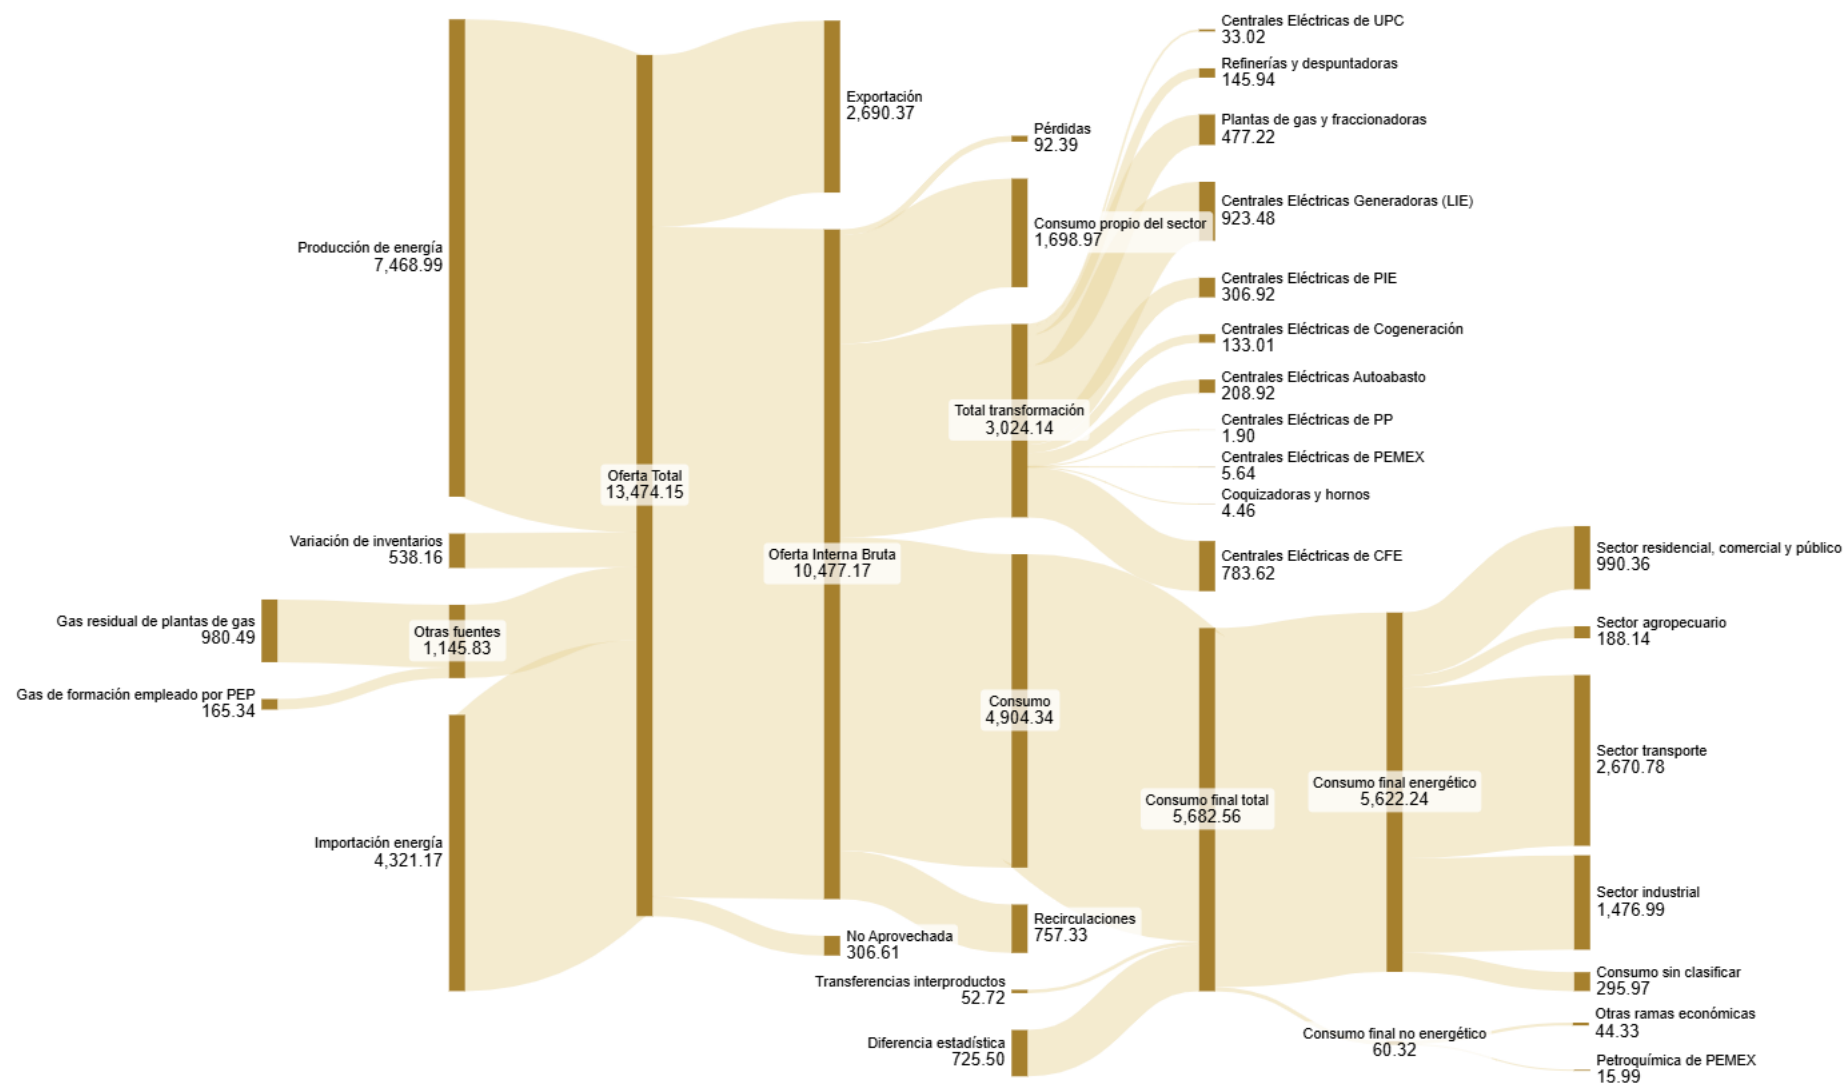 Centrales Eléctricas de UPC
33.02
Refinerías y despuntadoras
145.94
Exportación
2,690.37
Plantas de gas y fraccionadoras
477.22
Pérdidas
92.39
Centrales Eléctricas Generadoras (LIE)
923.48
Consumo propio del sector
1,698.97
Producción de energía
7,468.99
Centrales Eléctricas de PIE
306.92
Centrales Eléctricas de Cogeneración
133.01
Centrales Eléctricas Autoabasto
208.92
Total transformación
3,024.14
Centrales Eléctricas de PP
1.90
Centrales Eléctricas de PEMEX
5.64
Oferta Total
13,474.15
Coquizadoras y hornos
4.46
Variación de inventarios
538.16
Oferta Interna Bruta
10,477.17
Centrales Eléctricas de CFE
783.62
Sector residencial, comercial y público
990.36
Gas residual de plantas de gas
980.49
Otras fuentes
1,145.83
Sector agropecuario
188.14
Gas de formación empleado por PEP
165.34
Consumo
4,904.34
Sector transporte
2,670.78
Consumo final energético
5,622.24
Consumo final total
5,682.56
Importación energía
4,321.17
Sector industrial
1,476.99
Recirculaciones
757.33
No Aprovechada
306.61
Transferencias interproductos
52.72
Consumo sin clasificar
295.97
Otras ramas económicas
44.33
Diferencia estadística
725.50
Consumo final no energético
60.32
Petroquímica de PEMEX
15.99